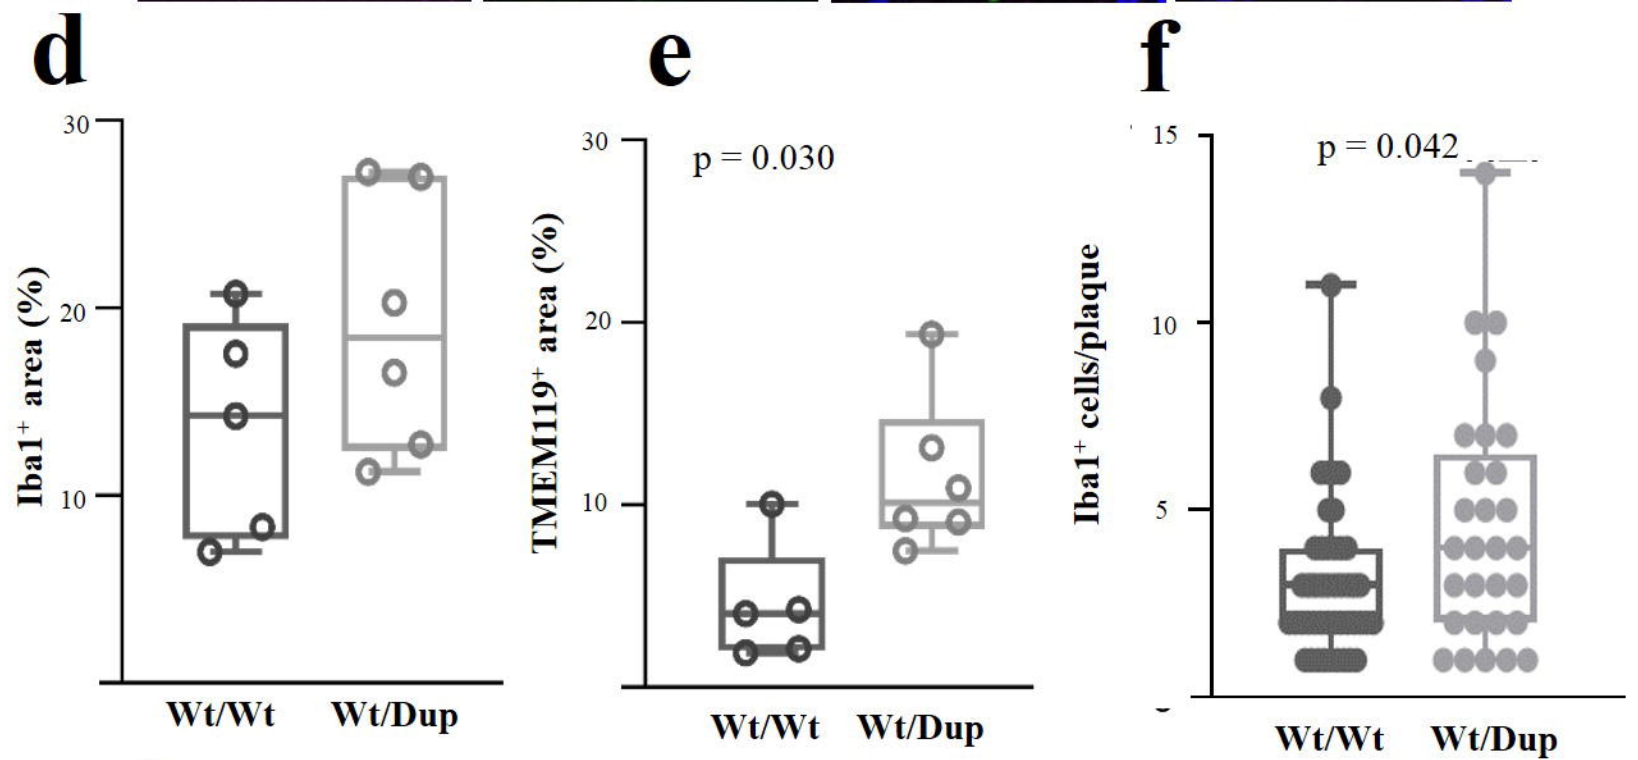 d
30
20
10
Iba1⁺ area (%)
Wt/Wt
Wt/Dup
e
p = 0.030
30
20
10
TMEM119⁺ area (%)
Wt/Wt
Wt/Dup
f
p = 0.042
15
10
5
Iba1⁺ cells/plaque
Wt/Wt
Wt/Dup